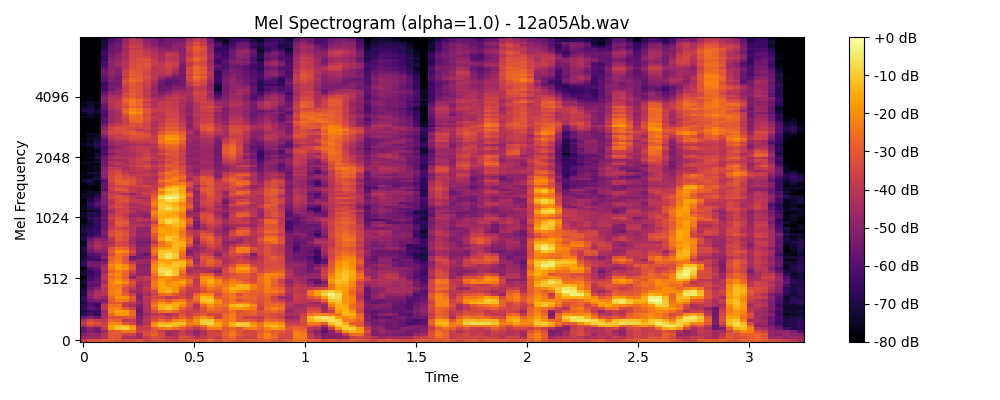 Mel Spectrogram (alpha=1.0) - 12a05Ab.wav
Mel Frequency
4096
2048
1024
512
0
0 0.5 1 1.5 2 2.5 3
Time
+0 dB
-10 dB
-20 dB
-30 dB
-40 dB
-50 dB
-60 dB
-70 dB
-80 dB